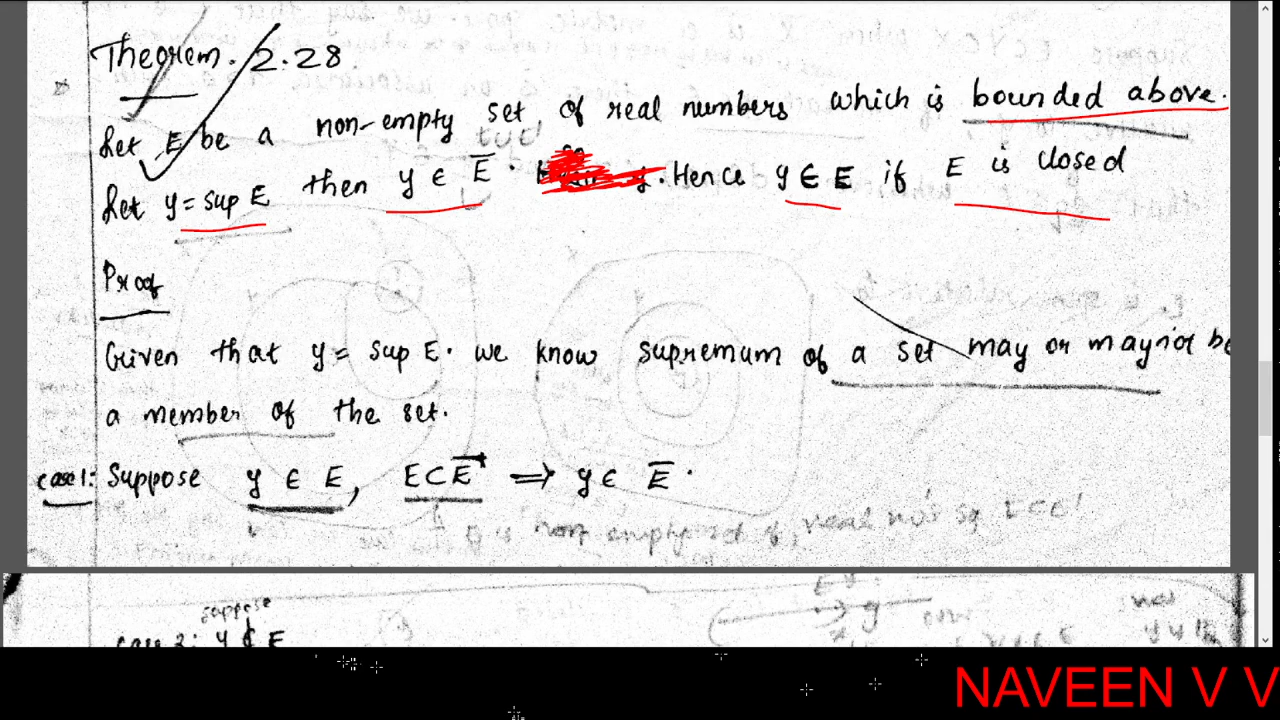 Theorem. 2.28
Let E be a non-empty set of real numbers which is bounded above.
Let y = sup E then y ∈ E̅. Hence y ∈ E if E is closed
Proof
Given that y = sup E. we know supremum of a set may or may not be
a member of the set.
case 1: Suppose y ∈ E, E ⊂ E̅ ⟹ y ∈ E̅.
suppose
case 2: y ∉ E
NAVEEN V V